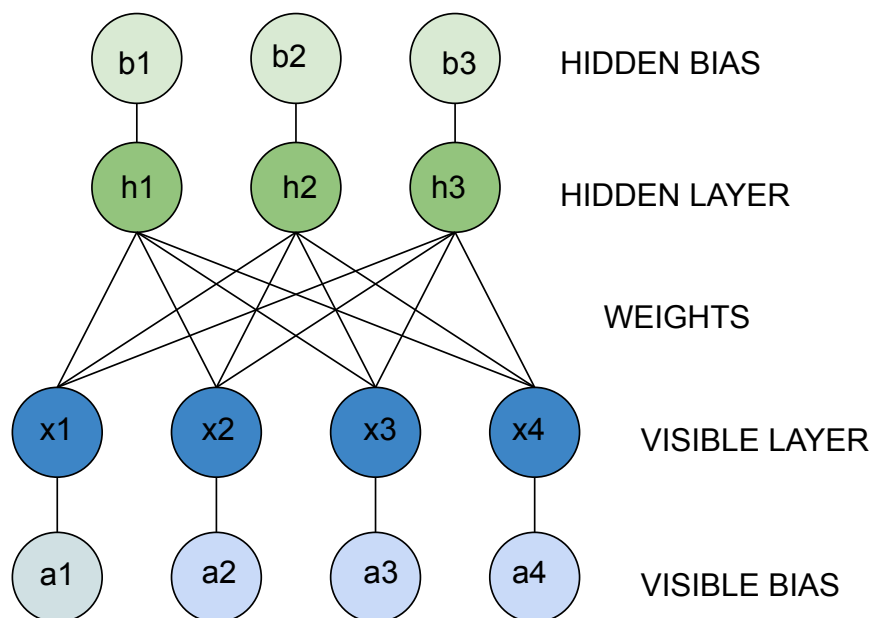 b1 b2 b3 HIDDEN BIAS
h1 h2 h3 HIDDEN LAYER
WEIGHTS
x1 x2 x3 x4 VISIBLE LAYER
a1 a2 a3 a4 VISIBLE BIAS